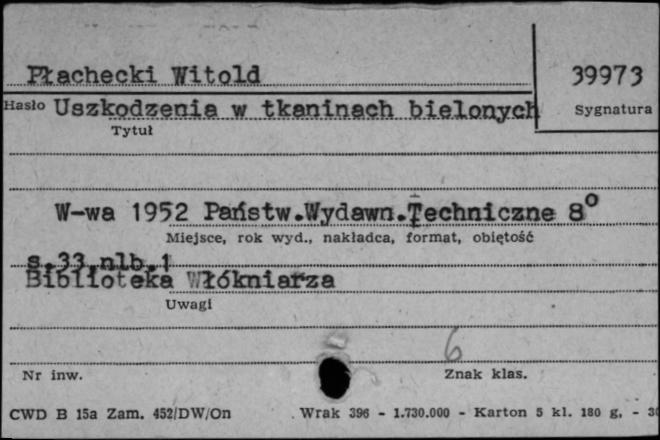 Płachecki Witold
39973
Hasło Uszkodzenia w tkaninach bielonych
Sygnatura
Tytuł
W-wa 1952 Państw.Wydawn.Techniczne 8°
Miejsce, rok wyd., nakładca, format, objętość
s.33,nlb.1
Biblioteka Włókniarza
Uwagi
6
Nr inw.
Znak klas.
CWD B 15a Zam. 452/DW/On Wrak 396 - 1.730.000 - Karton 5 kl. 180 g, -